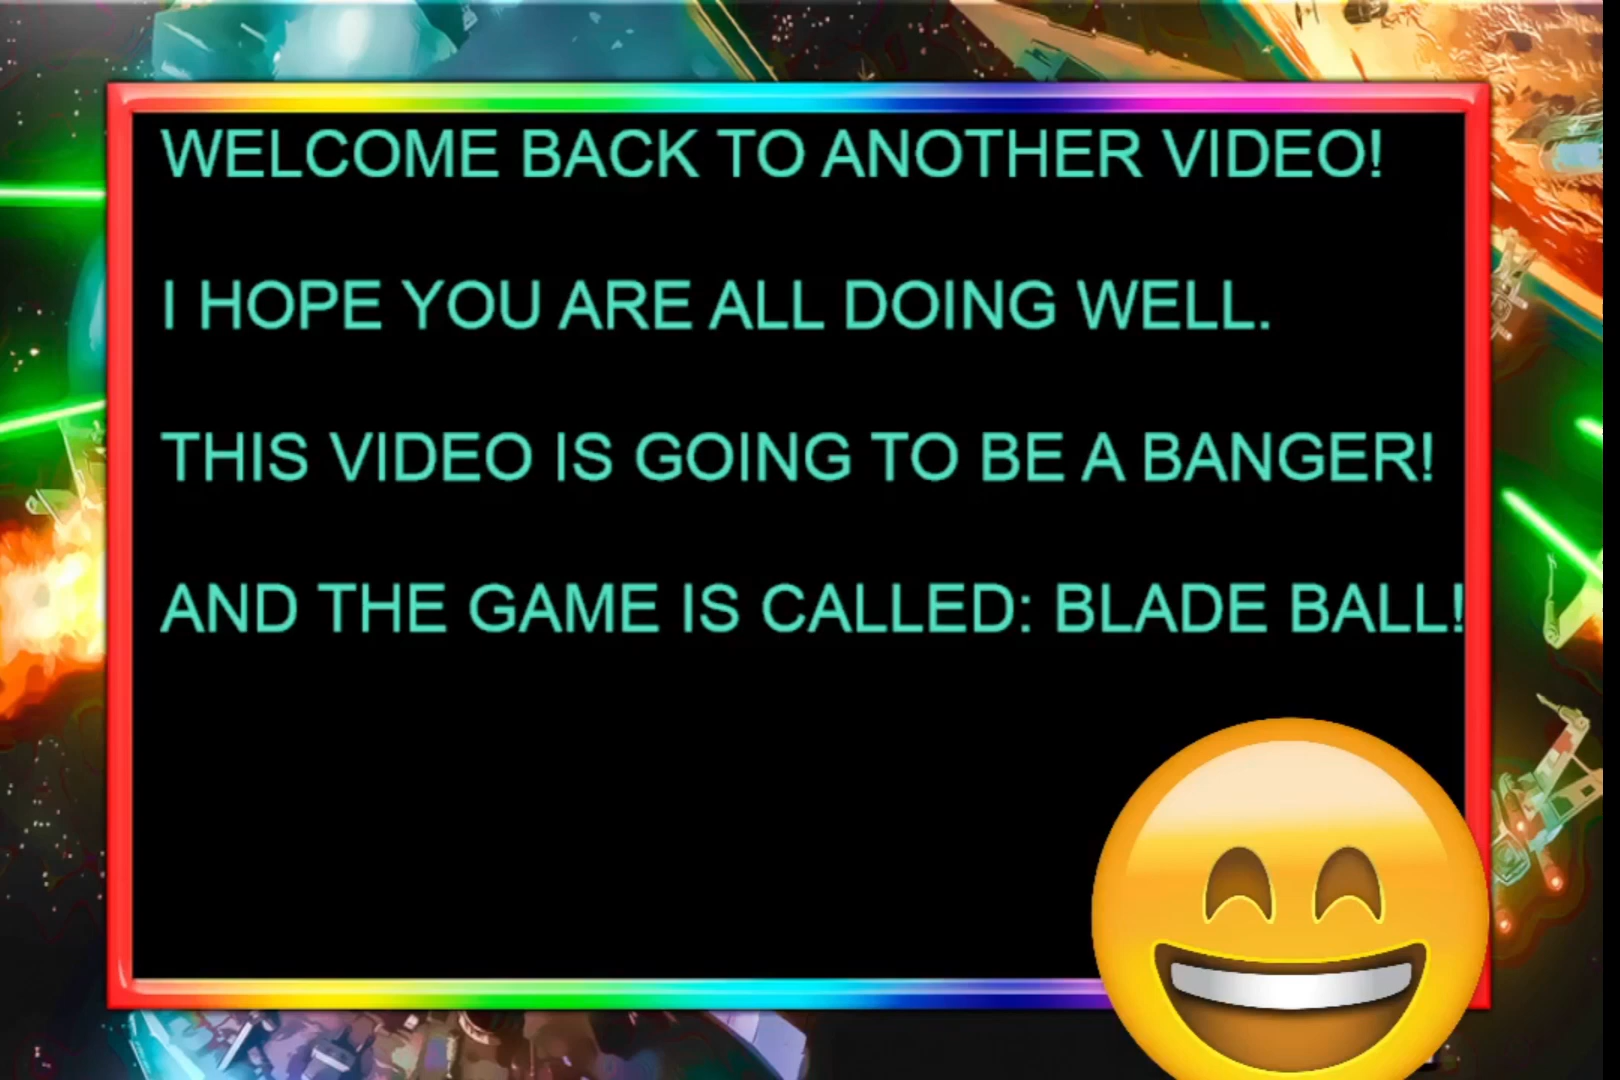 WELCOME BACK TO ANOTHER VIDEO!
I HOPE YOU ARE ALL DOING WELL.
THIS VIDEO IS GOING TO BE A BANGER!
AND THE GAME IS CALLED: BLADE BALL!